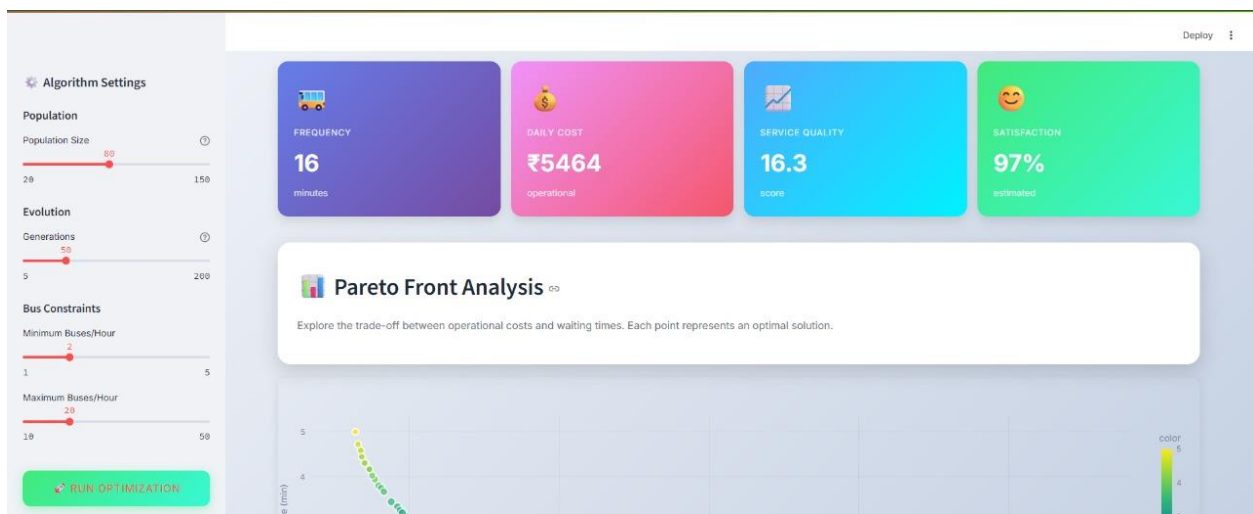 Deploy
Algorithm Settings
Population
Population Size
80
20 150
Evolution
Generations
50
5 200
Bus Constraints
Minimum Buses/Hour
2
1 5
Maximum Buses/Hour
20
10 50
RUN OPTIMIZATION
FREQUENCY
16
minutes
DAILY COST
₹5464
operational
SERVICE QUALITY
16.3
score
SATISFACTION
97%
estimated
Pareto Front Analysis
Explore the trade-off between operational costs and waiting times. Each point represents an optimal solution.
5
4
(min)
color
5
4